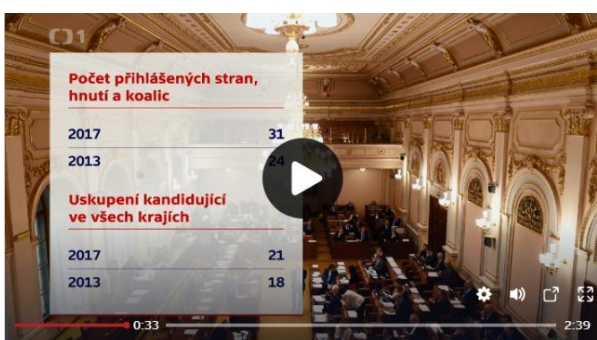 ČT1
Počet přihlášených stran,
hnutí a koalic
2017 31
2013 24
Uskupení kandidující
ve všech krajích
2017 21
2013 18
0:33 2:39